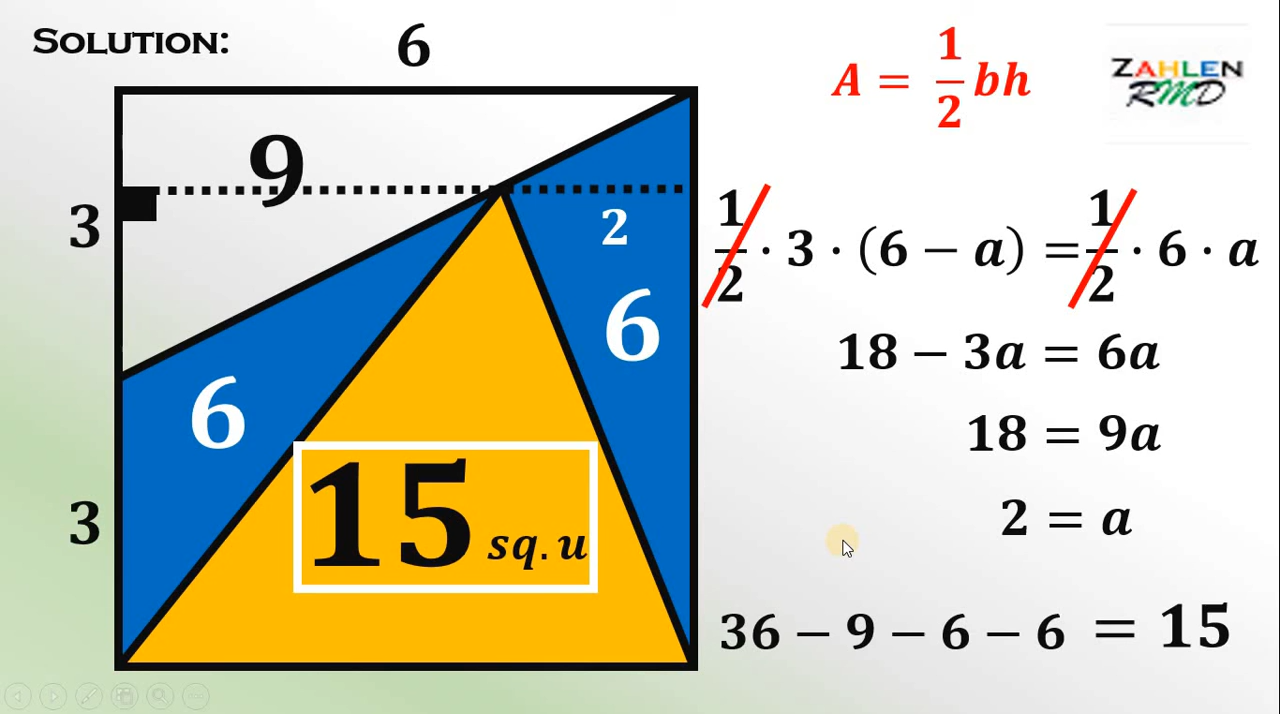 SOLUTION:
6
A = 1/2 bh
ZAHLEN
RMD
9
3
2
6
6
3
15 sq.u
1/2 · 3 · (6 − a) = 1/2 · 6 · a
18 − 3a = 6a
18 = 9a
2 = a
36 − 9 − 6 − 6 = 15